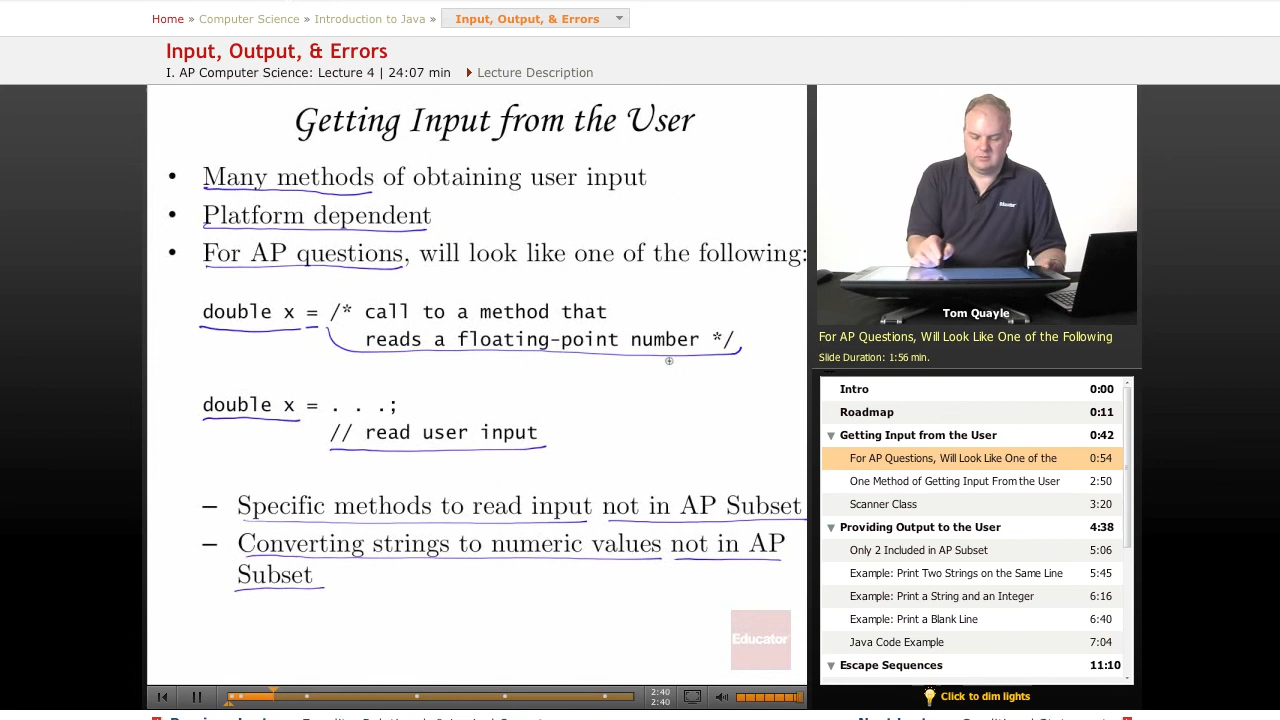 Home » Computer Science » Introduction to Java » Input, Output, & Errors
Input, Output, & Errors
I. AP Computer Science: Lecture 4 | 24:07 min Lecture Description
Getting Input from the User
• Many methods of obtaining user input
• Platform dependent
• For AP questions, will look like one of the following:
double x = /* call to a method that
reads a floating-point number */
double x = . . .;
// read user input
– Specific methods to read input not in AP Subset
– Converting strings to numeric values not in AP
Subset
Educator
2:40
2:40
Educator
Tom Quayle
For AP Questions, Will Look Like One of the Following
Slide Duration: 1:56 min.
Intro 0:00
Roadmap 0:11
Getting Input from the User 0:42
For AP Questions, Will Look Like One of the 0:54
One Method of Getting Input From the User 2:50
Scanner Class 3:20
Providing Output to the User 4:38
Only 2 Included in AP Subset 5:06
Example: Print Two Strings on the Same Line 5:45
Example: Print a String and an Integer 6:16
Example: Print a Blank Line 6:40
Java Code Example 7:04
Escape Sequences 11:10
Click to dim lights